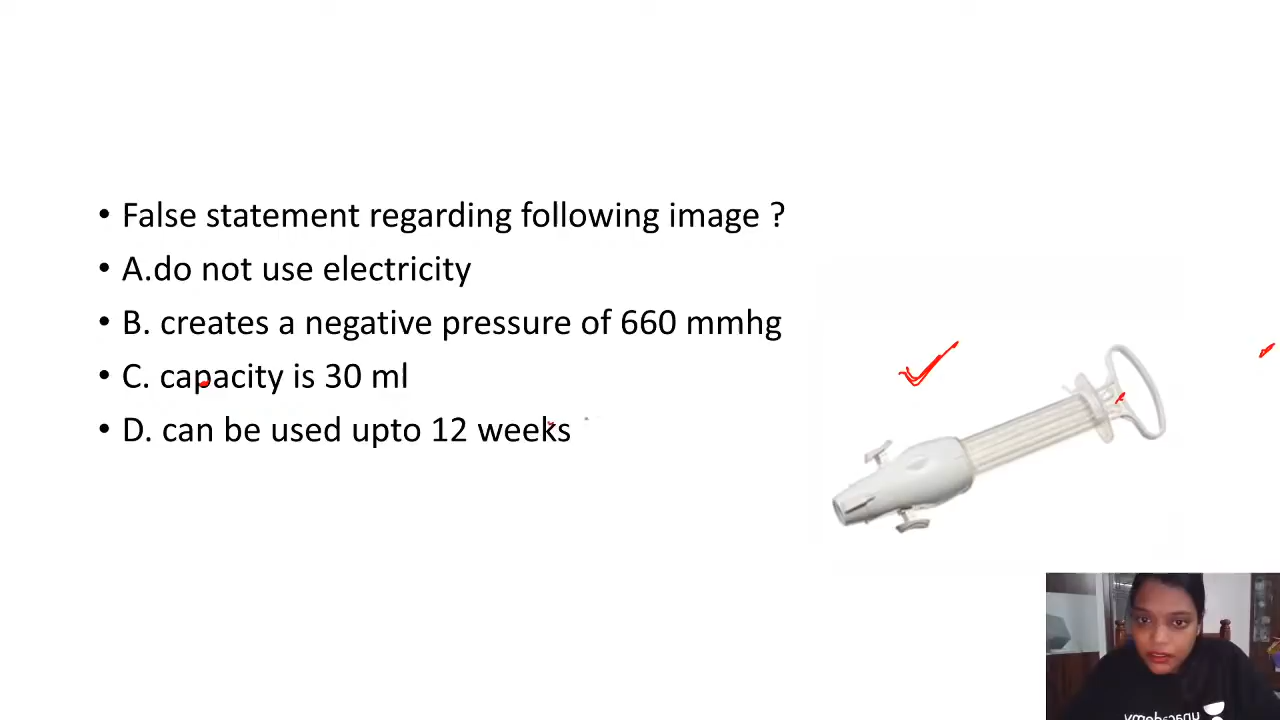 • False statement regarding following image ?
• A.do not use electricity
• B. creates a negative pressure of 660 mmhg
• C. capacity is 30 ml
• D. can be used upto 12 weeks
unacademy